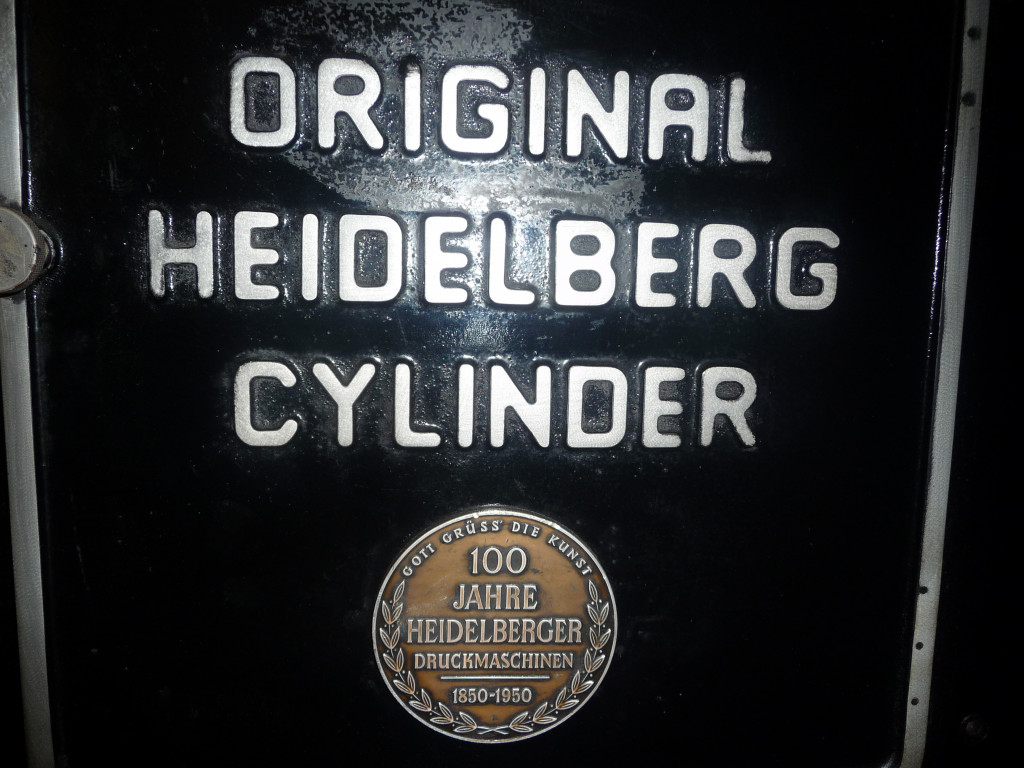 ORIGINAL
HEIDELBERG
CYLINDER
GOTT GRÜSS' DIE KUNST
100
JAHRE
HEIDELBERGER
DRUCKMASCHINEN
1850-1950